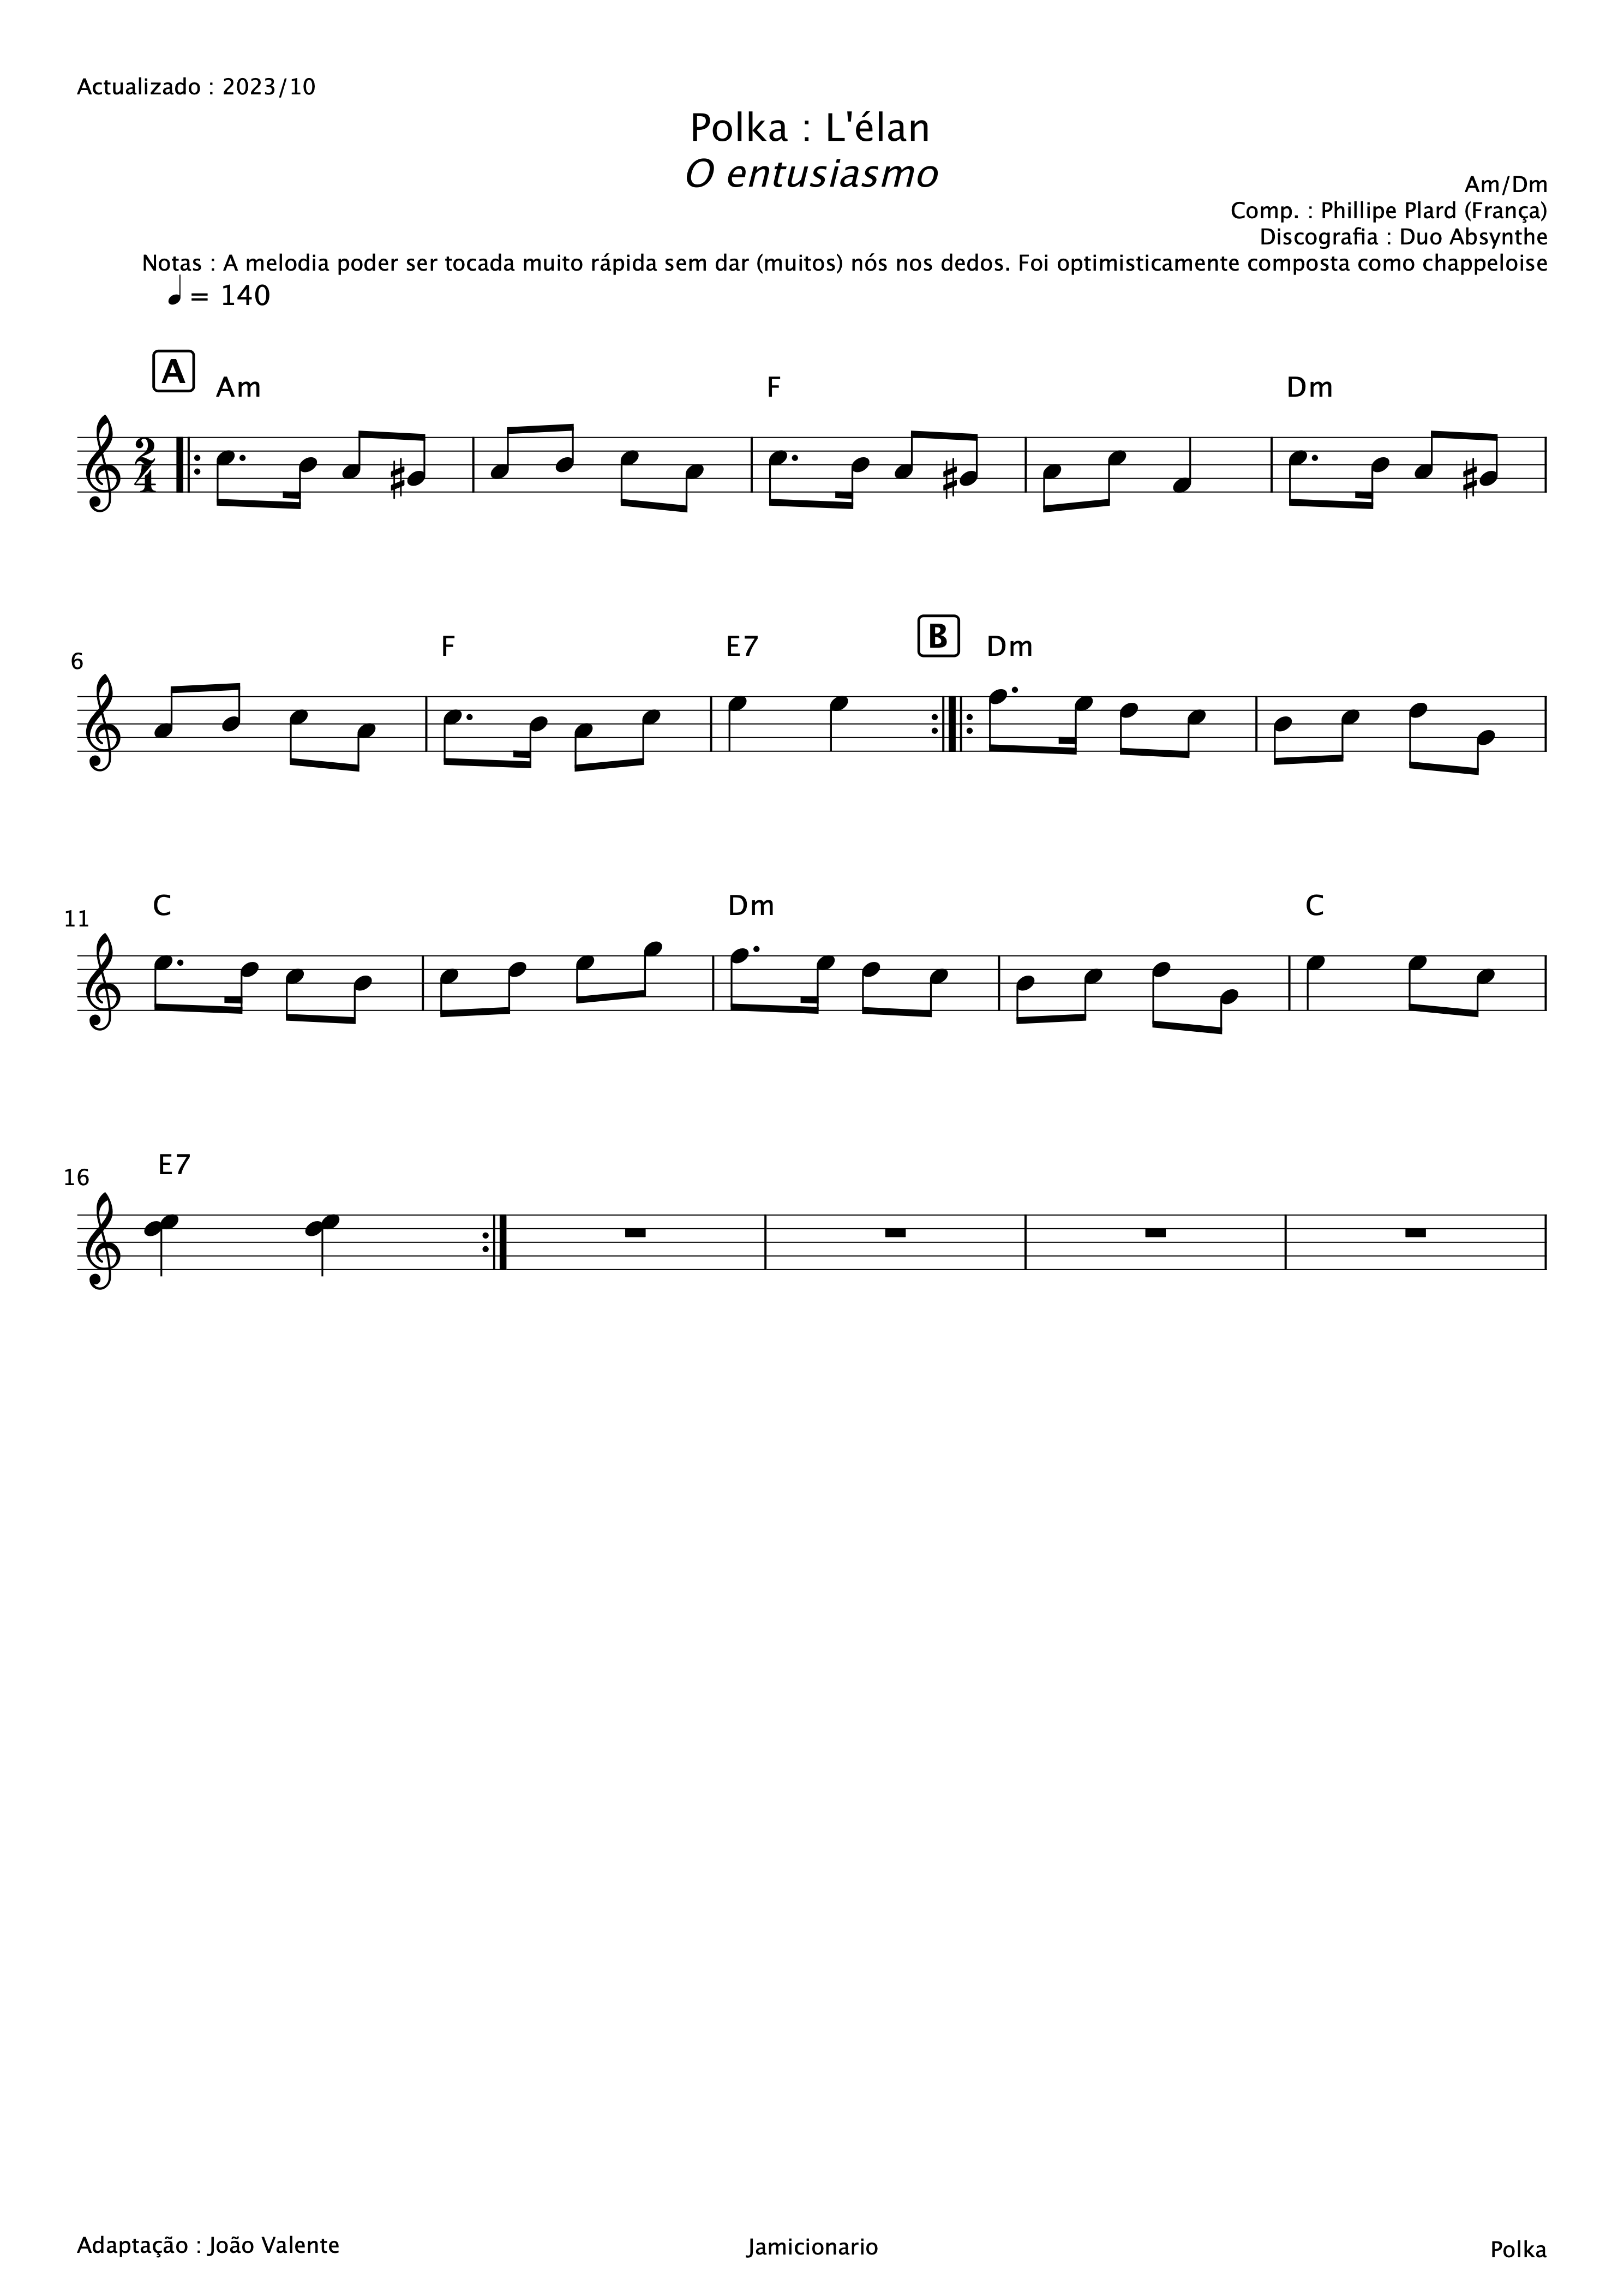 Actualizado : 2023/10
Polka : L'élan
O entusiasmo
Am/Dm
Comp. : Phillipe Plard (França)
Discografia : Duo Absynthe
Notas : A melodia poder ser tocada muito rápida sem dar (muitos) nós nos dedos. Foi optimisticamente composta como chappeloise
= 140
A
Am F Dm
2
4
B
F E7 Dm
6
C Dm C
11
E7
16
Adaptação : João Valente
Jamicionario
Polka